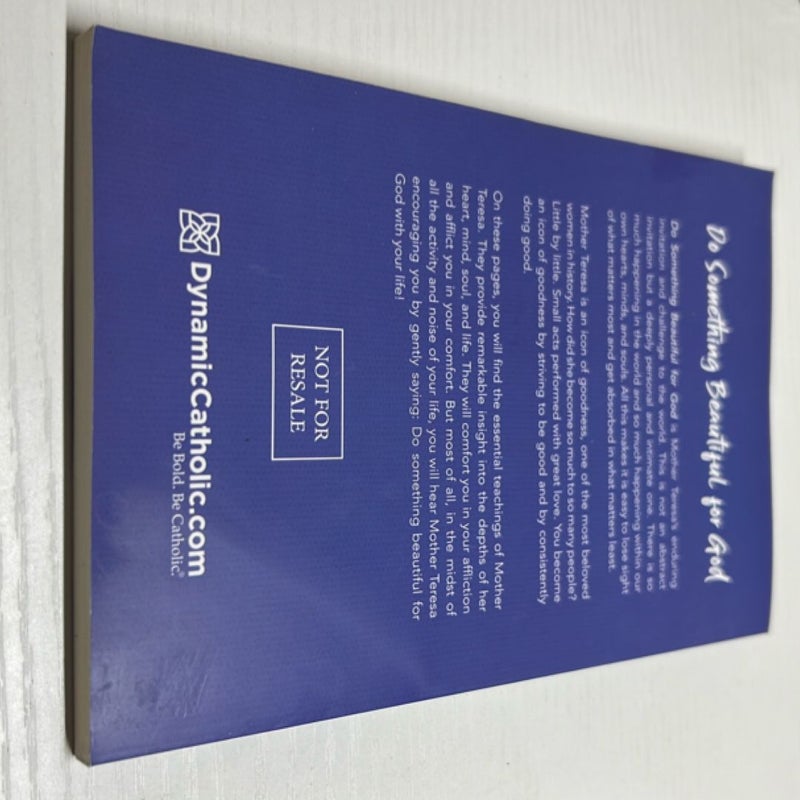 Do Something Beautiful for God
Do Something Beautiful for God is Mother Teresa's enduring
invitation and challenge to the world. This is not an abstract
invitation but a deeply personal and intimate one. There is so
much happening in the world and so much happening within our
own hearts, minds, and souls. All this makes it is easy to lose sight
of what matters most and get absorbed in what matters least.
Mother Teresa is an icon of goodness, one of the most beloved
women in history. How did she become so much to so many people?
Little by little. Small acts performed with great love. You become
an icon of goodness by striving to be good and by consistently
doing good.
On these pages, you will find the essential teachings of Mother
Teresa. They provide remarkable insight into the depths of her
heart, mind, soul, and life. They will comfort you in your affliction
and afflict you in your comfort. But most of all, in the midst of
all the activity and noise of your life, you will hear Mother Teresa
encouraging you by gently saying: Do something beautiful for
God with your life!
NOT FOR
RESALE
DynamicCatholic.com
Be Bold. Be Catholic.®